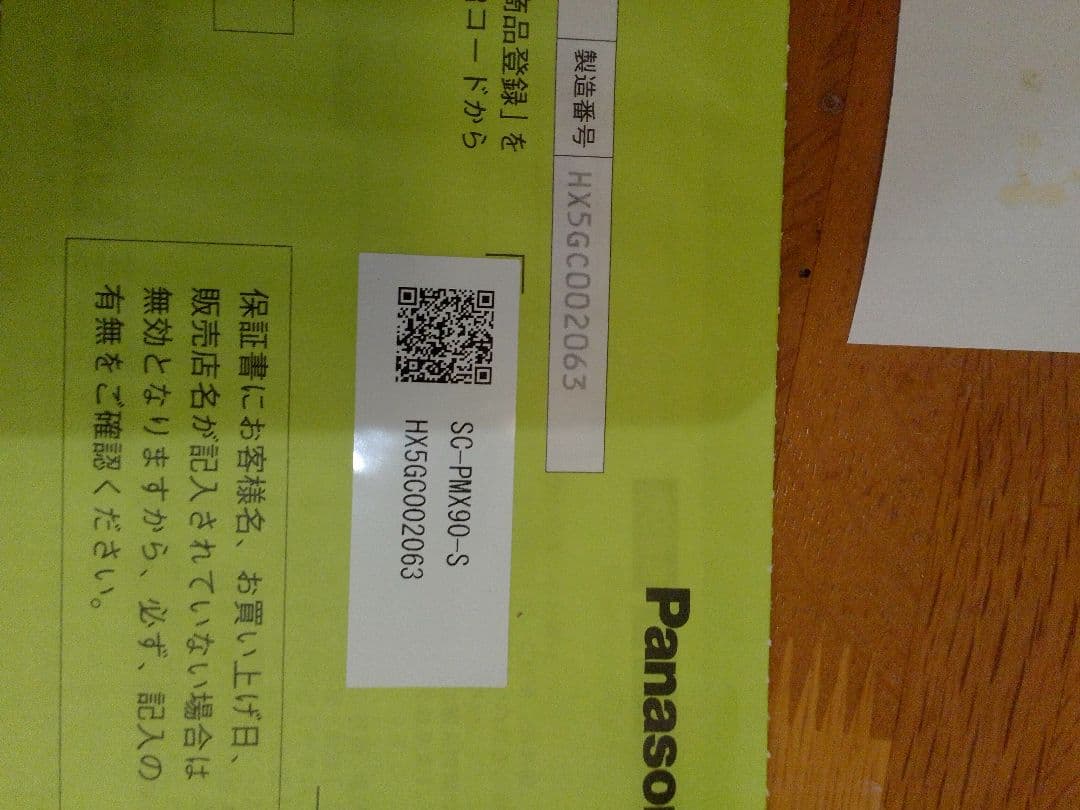 Panaso
製造番号 HX5GC002063
商品登録」を
コードから
SC-PMX90-S
HX5GC002063
保証書にお客様名、お買い上げ日、
販売店名が記入されていない場合は
無効となりますから、必ず、記入の
有無をご確認ください。